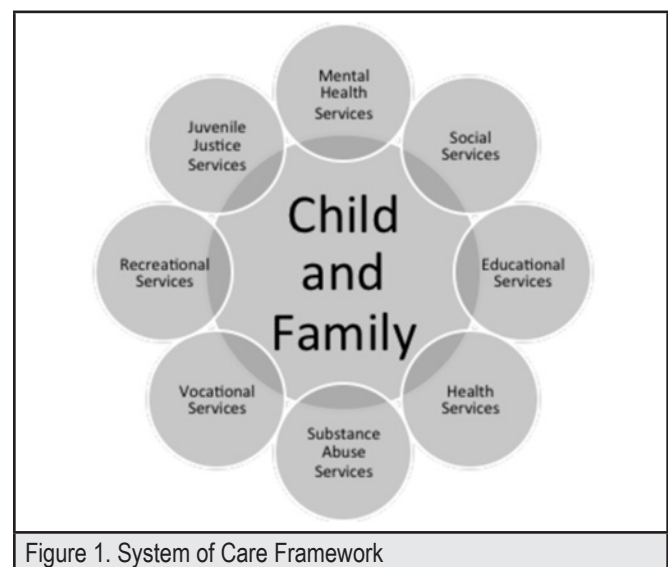 Mental
Health
Services
Social
Services
Educational
Services
Health
Services
Substance
Abuse
Services
Vocational
Services
Recreational
Services
Juvenile
Justice
Services
Child
and
Family
Figure 1. System of Care Framework